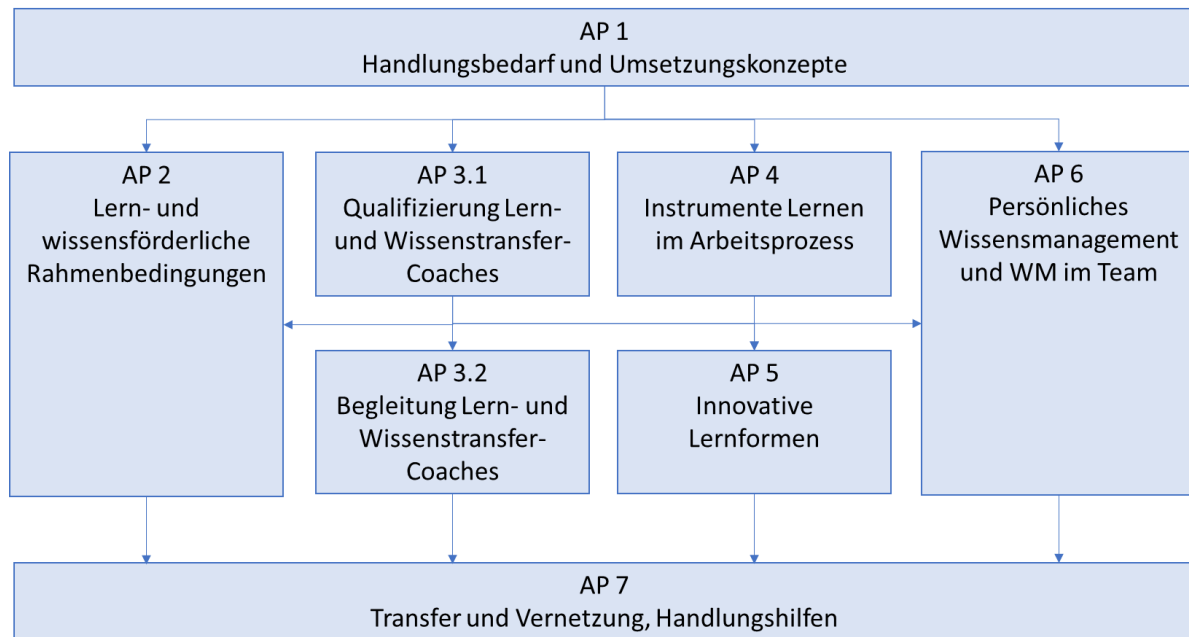 AP 1
Handlungsbedarf und Umsetzungskonzepte
AP 2
Lern- und
wissensförderliche
Rahmenbedingungen
AP 3.1
Qualifizierung Lern-
und Wissenstransfer-
Coaches
AP 4
Instrumente Lernen
im Arbeitsprozess
AP 6
Persönliches
Wissensmanagement
und WM im Team
AP 3.2
Begleitung Lern- und
Wissenstransfer-
Coaches
AP 5
Innovative
Lernformen
AP 7
Transfer und Vernetzung, Handlungshilfen